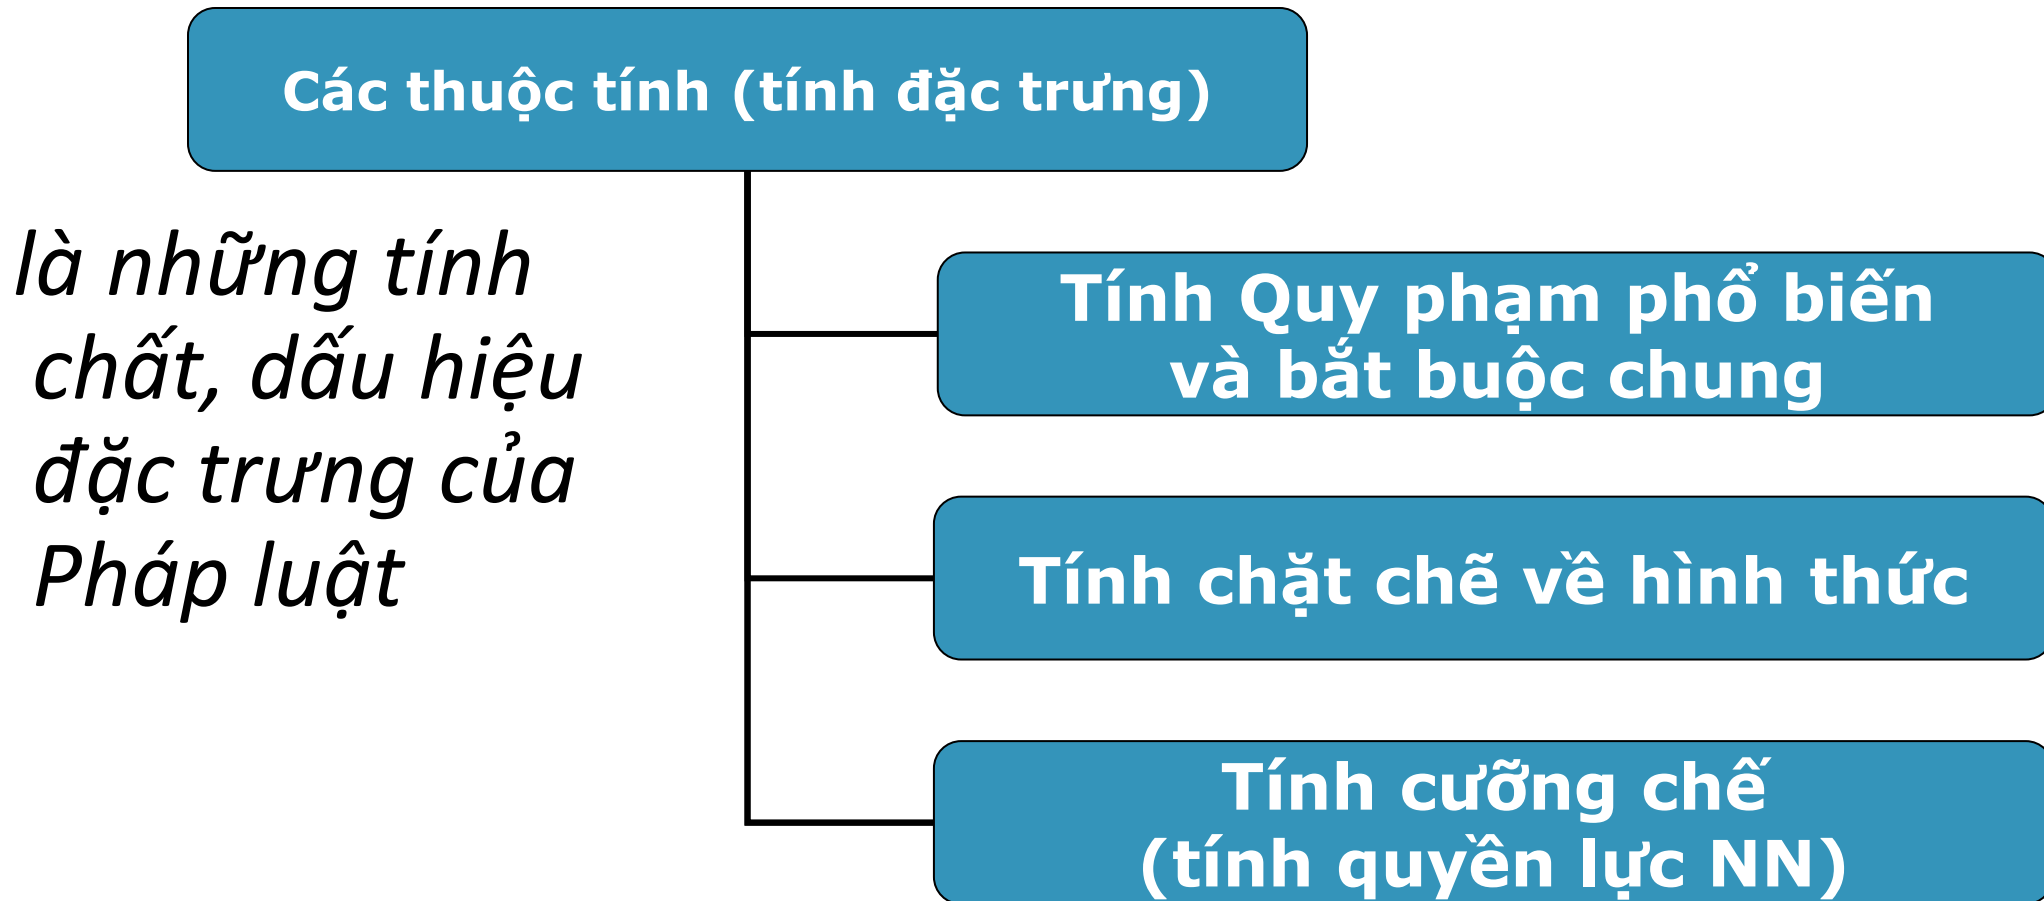 Các thuộc tính (tính đặc trưng)
là những tính
chất, dấu hiệu
đặc trưng của
Pháp luật
Tính Quy phạm phổ biến
và bắt buộc chung
Tính chặt chẽ về hình thức
Tính cưỡng chế
(tính quyền lực NN)